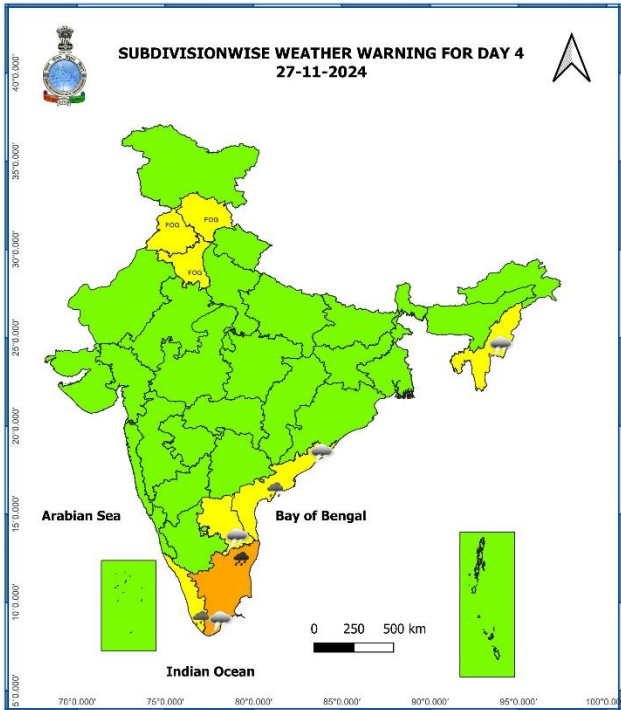 SUBDIVISIONWISE WEATHER WARNING FOR DAY 4
27-11-2024
40°0.000'
35°0.000'
30°0.000'
25°0.000'
20°0.000'
15°0.000'
10°0.000'
5°0.000'
FOG
FOG
FOG
Arabian Sea
Bay of Bengal
0 250 500 km
Indian Ocean
70°0.000' 75°0.000' 80°0.000' 85°0.000' 90°0.000' 95°0.000' 100°0.000'